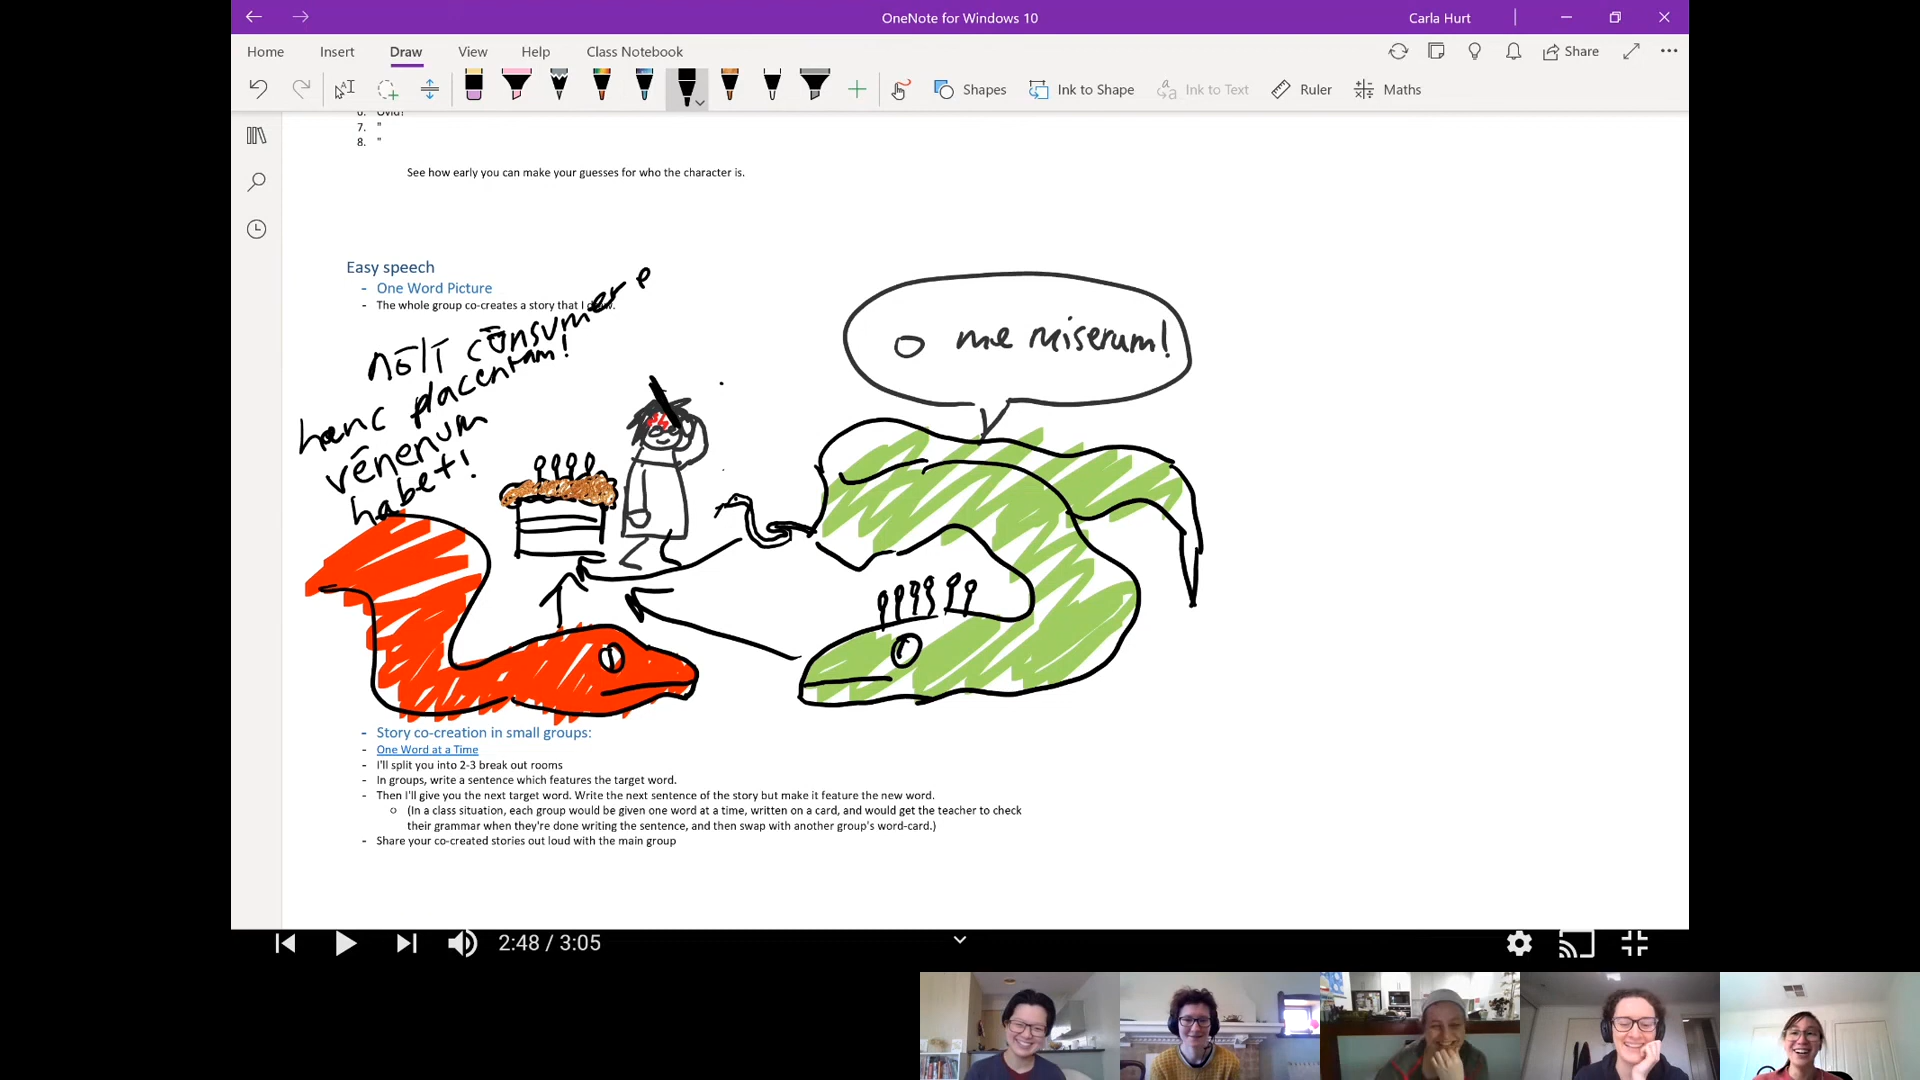 OneNote for Windows 10
Carla Hurt
Home Insert Draw View Help Class Notebook
Share
Shapes Ink to Shape Ink to Text Ruler Maths
6. Ovid?
7. "
8. "
See how early you can make your guesses for who the character is.
Easy speech
- One Word Picture
- The whole group co-creates a story that I draw.
nōlī cōnsumere
hanc placentam!
vēnenum
habet!
o me miserum!
- Story co-creation in small groups:
- One Word at a Time
- I'll split you into 2-3 break out rooms
- In groups, write a sentence which features the target word.
- Then I'll give you the next target word. Write the next sentence of the story but make it feature the new word.
o (In a class situation, each group would be given one word at a time, written on a card, and would get the teacher to check
their grammar when they're done writing the sentence, and then swap with another group's word-card.)
- Share your co-created stories out loud with the main group
2:48 / 3:05